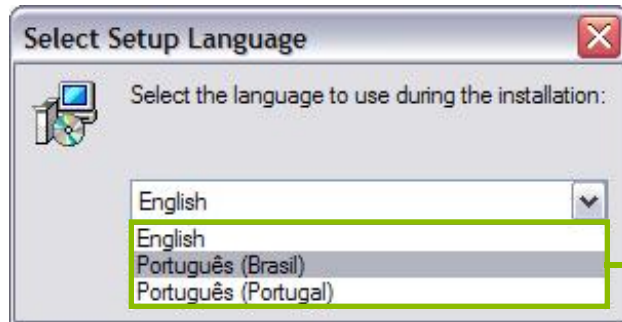 Select Setup Language
Select the language to use during the installation:
English
English
Português (Brasil)
Português (Portugal)